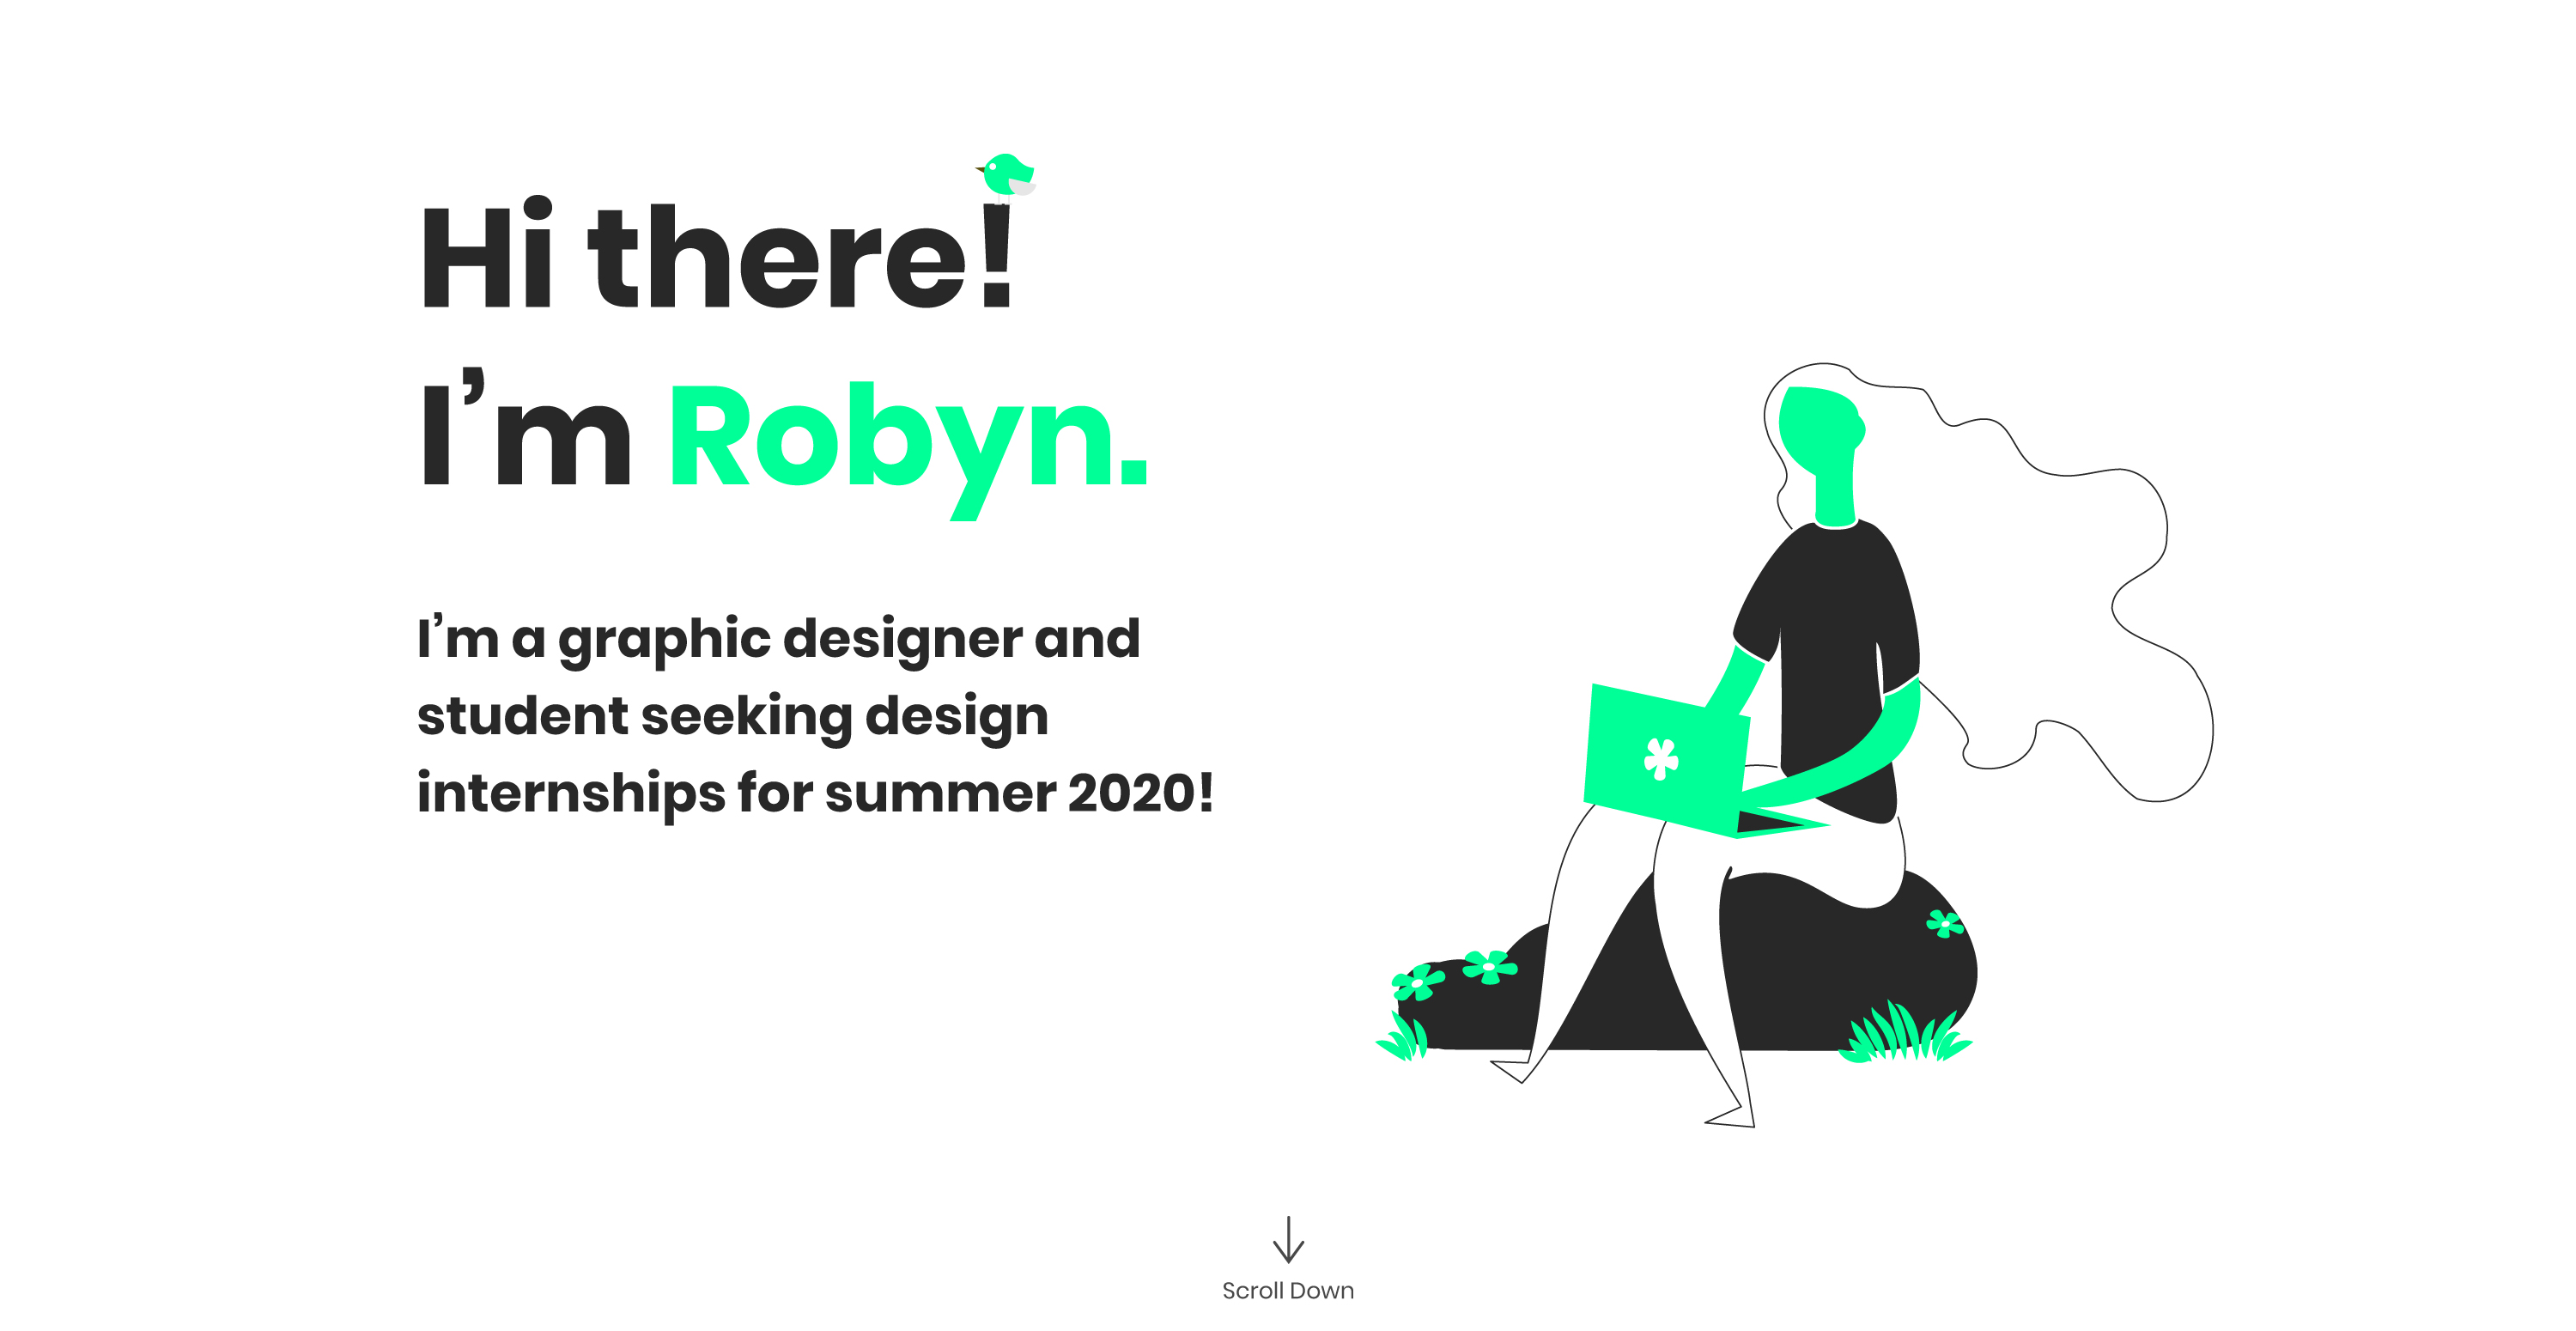 Hi there!
I’m Robyn.
I’m a graphic designer and
student seeking design
internships for summer 2020!
Scroll Down